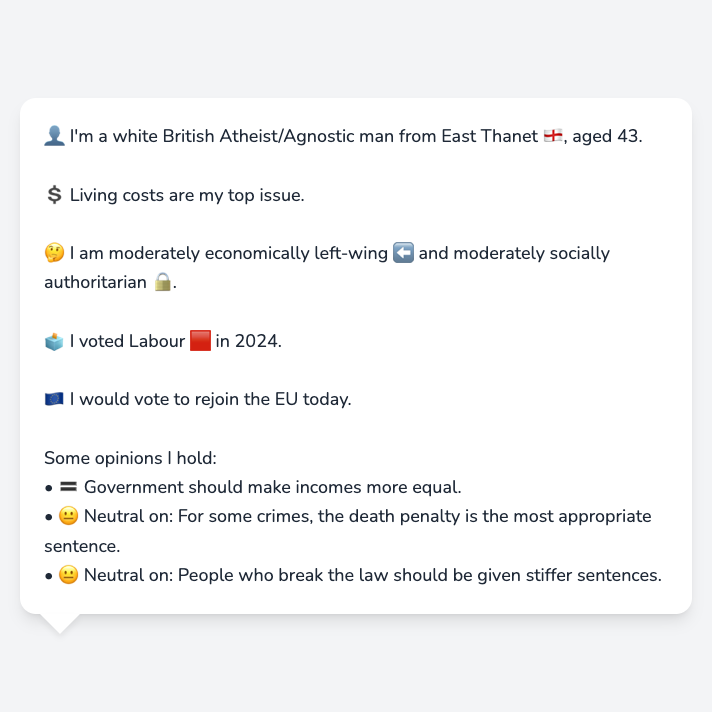 👤 I'm a white British Atheist/Agnostic man from East Thanet 🏴󠁧󠁢󠁥󠁮󠁧󠁿, aged 43.
💲 Living costs are my top issue.
🤔 I am moderately economically left-wing ⬅️ and moderately socially
authoritarian 🔒.
🗳️ I voted Labour 🟥 in 2024.
🇪🇺 I would vote to rejoin the EU today.
Some opinions I hold:
• 🟰 Government should make incomes more equal.
• 😐 Neutral on: For some crimes, the death penalty is the most appropriate
sentence.
• 😐 Neutral on: People who break the law should be given stiffer sentences.